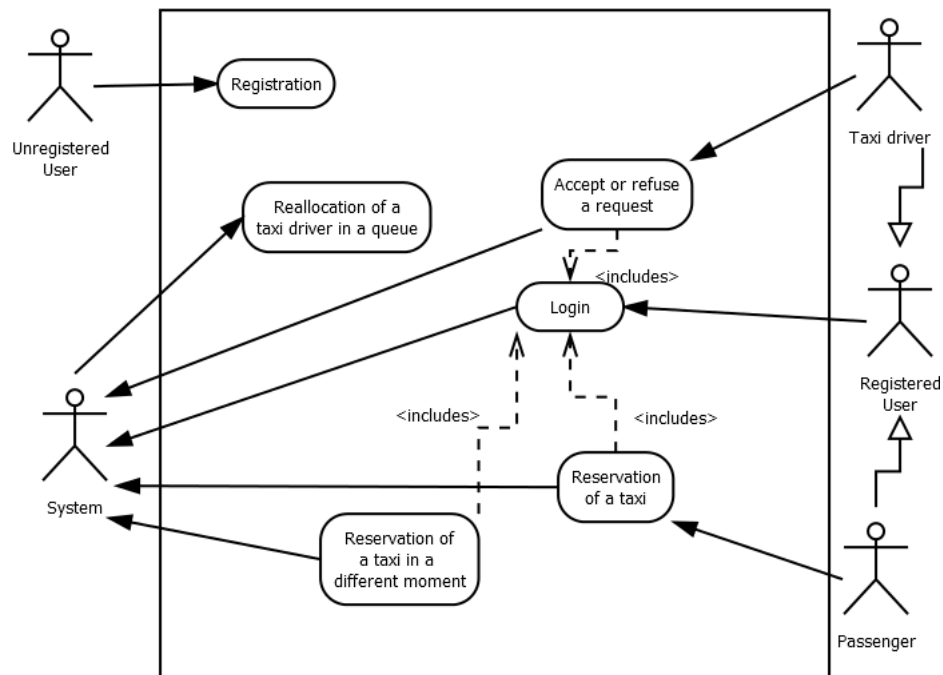 Registration
Unregistered
User
Taxi driver
Accept or refuse
a request
Reallocation of a
taxi driver in a queue
<includes>
Login
Registered
User
<includes>
<includes>
System
Reservation
of a taxi
Reservation of
a taxi in a
different moment
Passenger